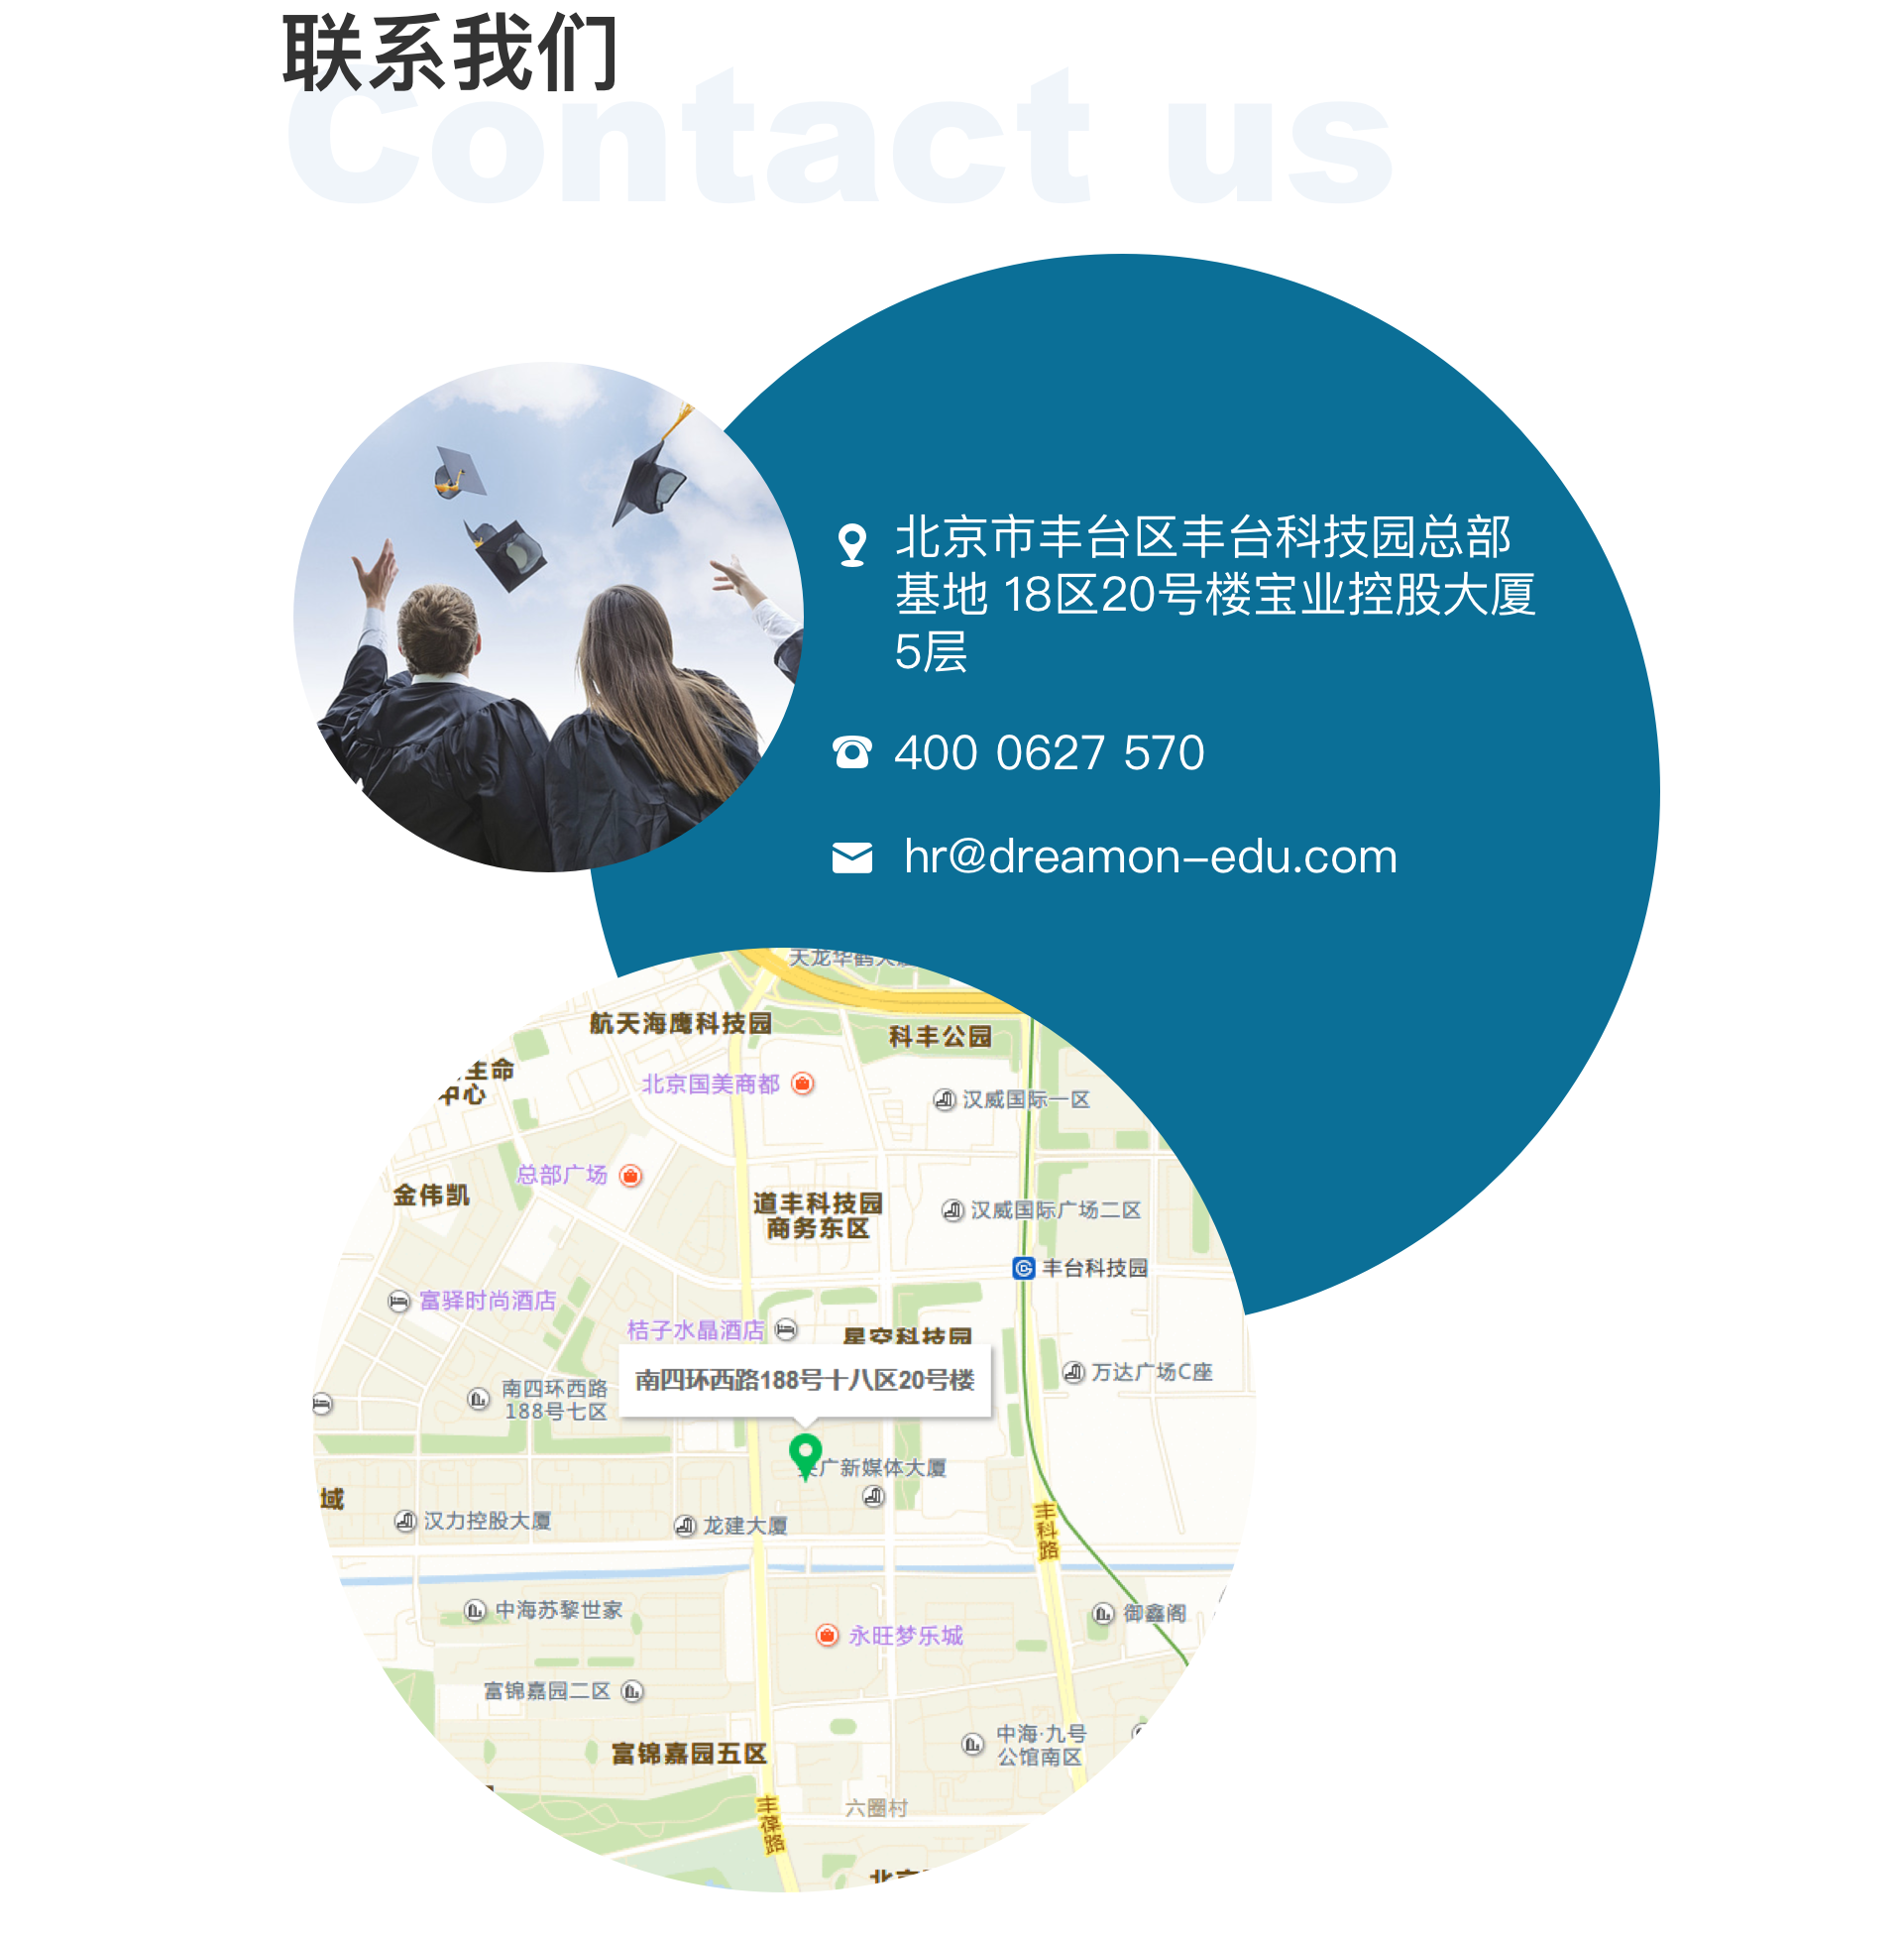 联系我们
Contact us
北京市丰台区丰台科技园总部
基地 18区20号楼宝业控股大厦
5层
400 0627 570
hr@dreamon-edu.com
天龙华鹤大厦
航天海鹰科技园
科丰公园
生命
中心
北京国美商都
汉威国际一区
总部广场
金伟凯
道丰科技园
商务东区
汉威国际广场二区
丰台科技园
富驿时尚酒店
桔子水晶酒店
星空科技园
南四环西路188号十八区20号楼
万达广场C座
南四环西路
188号七区
广新媒体大厦
域
汉力控股大厦
龙建大厦
丰科路
中海苏黎世家
御鑫阁
永旺梦乐城
富锦嘉园二区
中海·九号
公馆南区
富锦嘉园五区
六圈村
丰葆路